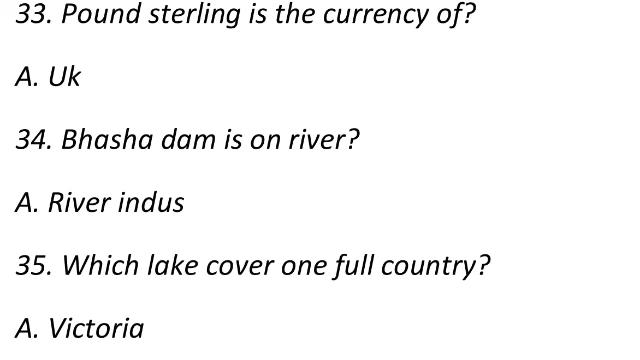 33. Pound sterling is the currency of?
A. Uk
34. Bhasha dam is on river?
A. River indus
35. Which lake cover one full country?
A. Victoria